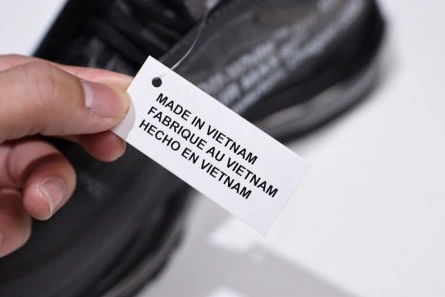 MADE IN VIETNAM
FABRIQUE AU VIETNAM
HECHO EN VIETNAM